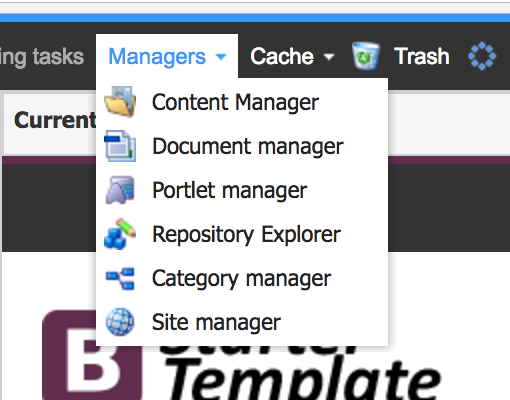 ing tasks Managers Cache Trash
Current
Content Manager
Document manager
Portlet manager
Repository Explorer
Category manager
Site manager
B Starter
Template